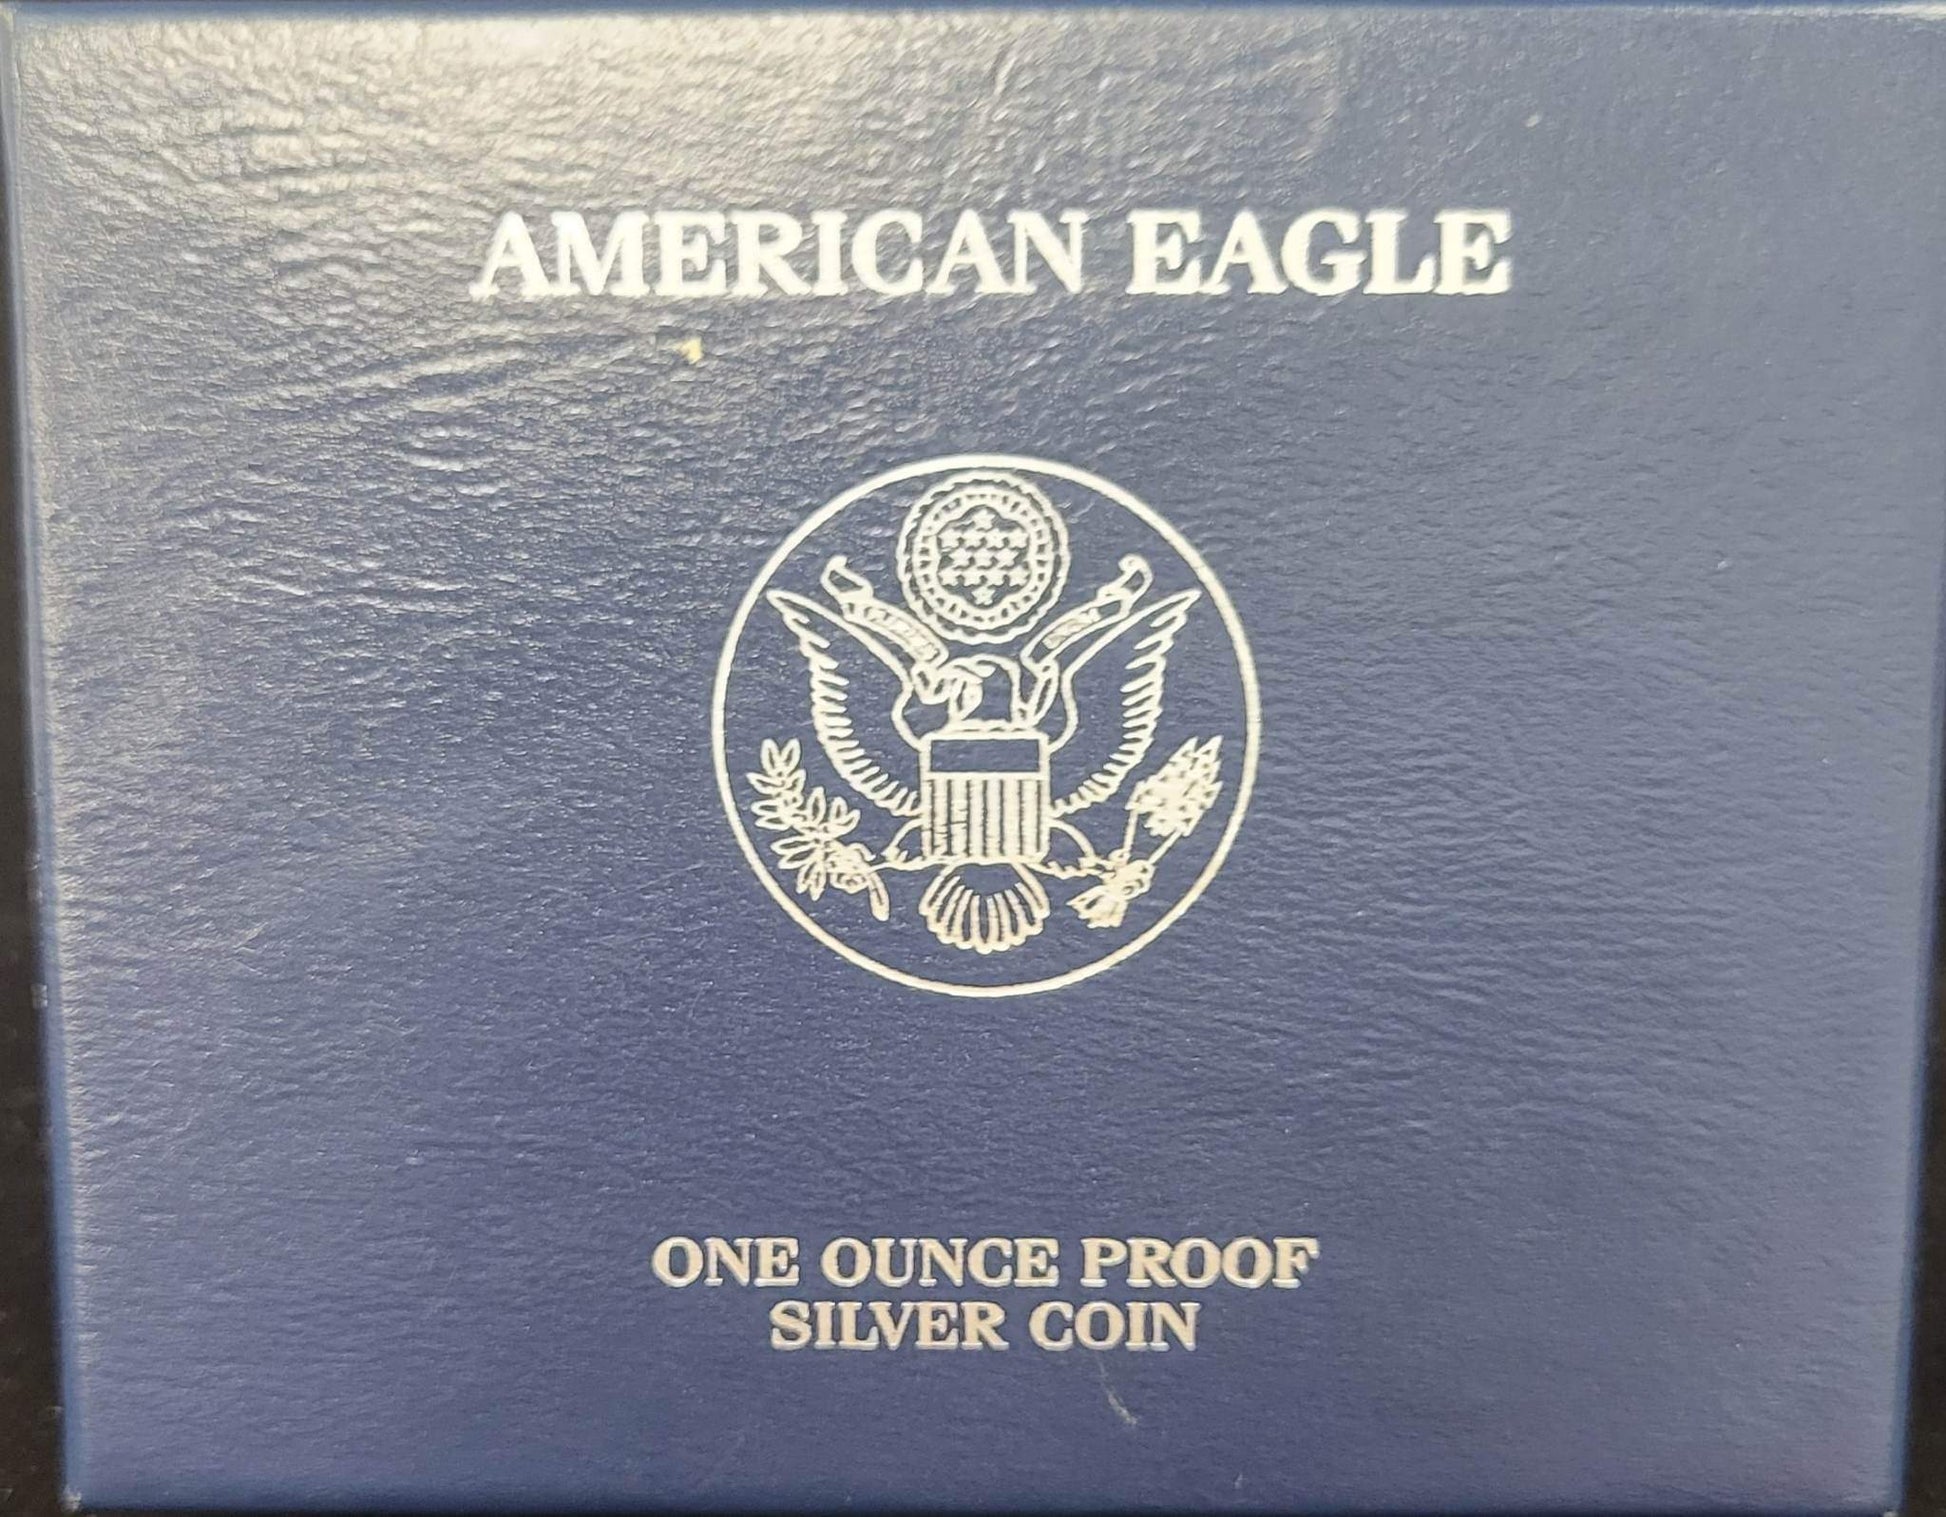 AMERICAN EAGLE
ONE OUNCE PROOF
SILVER COIN